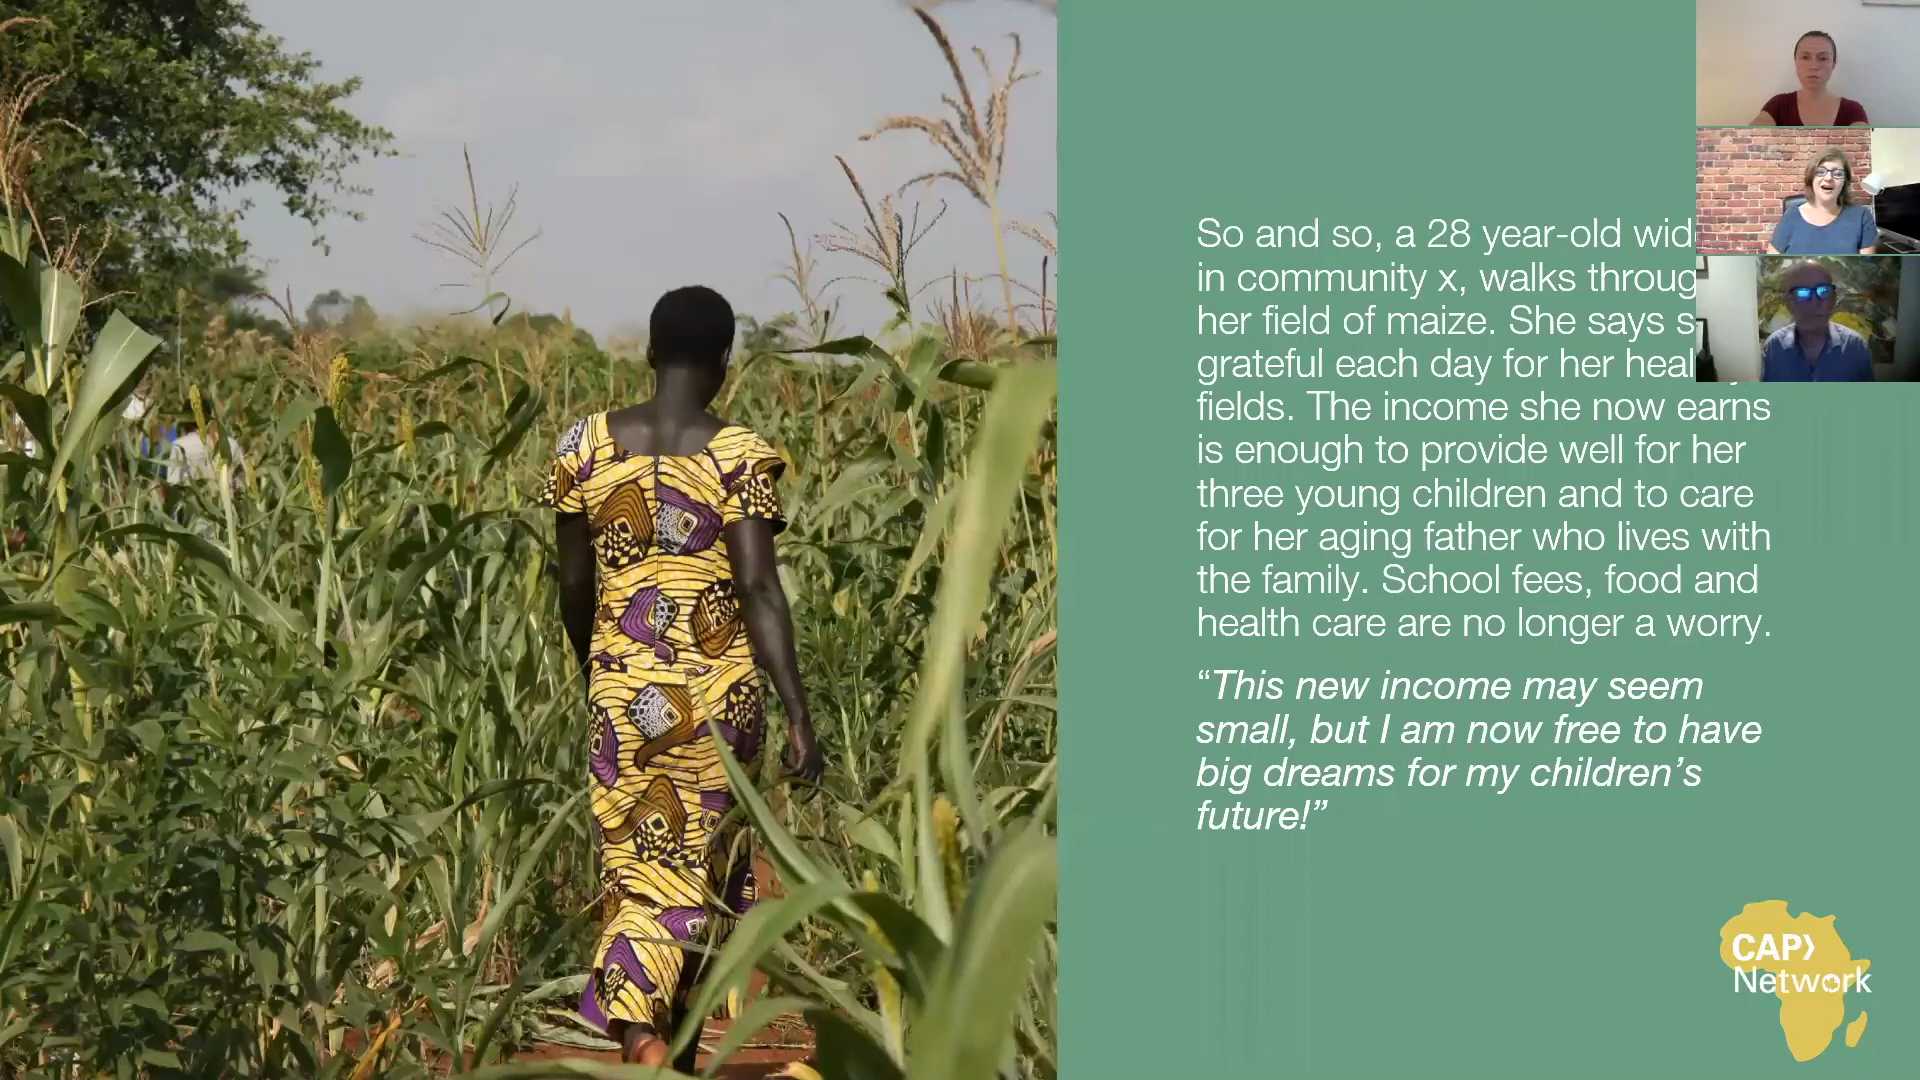 So and so, a 28 year-old
in community x, walks
her field of maize. She says
grateful each day for her
fields. The income she now earns
is enough to provide well for her
three young children and to care
for her aging father who lives with
the family. School fees, food and
health care are no longer a worry.
“This new income may seem
small, but I am now free to have
big dreams for my children’s
future!”
CAP
Network